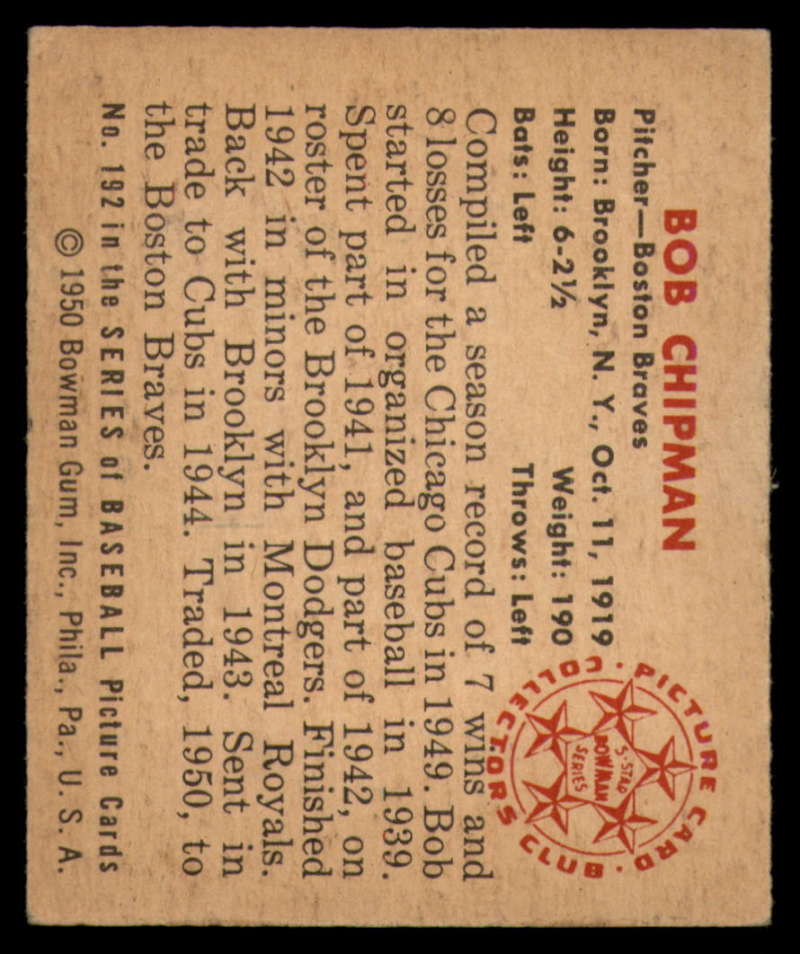 BOB CHIPMAN
Pitcher—Boston Braves
Born: Brooklyn, N. Y., Oct. 11, 1919
Height: 6-2½ Weight: 190
Bats: Left Throws: Left
PICTURE CARD · COLLECTORS CLUB ·
5-STAR
BOWMAN
SERIES
Compiled a season record of 7 wins and
8 losses for the Chicago Cubs in 1949. Bob
started in organized baseball in 1939.
Spent part of 1941, and part of 1942, on
roster of the Brooklyn Dodgers. Finished
1942 in minors with Montreal Royals.
Back with Brooklyn in 1943. Sent in
trade to Cubs in 1944. Traded, 1950, to
the Boston Braves.
No. 192 in the SERIES of BASEBALL Picture Cards
© 1950 Bowman Gum, Inc., Phila., Pa., U. S. A.